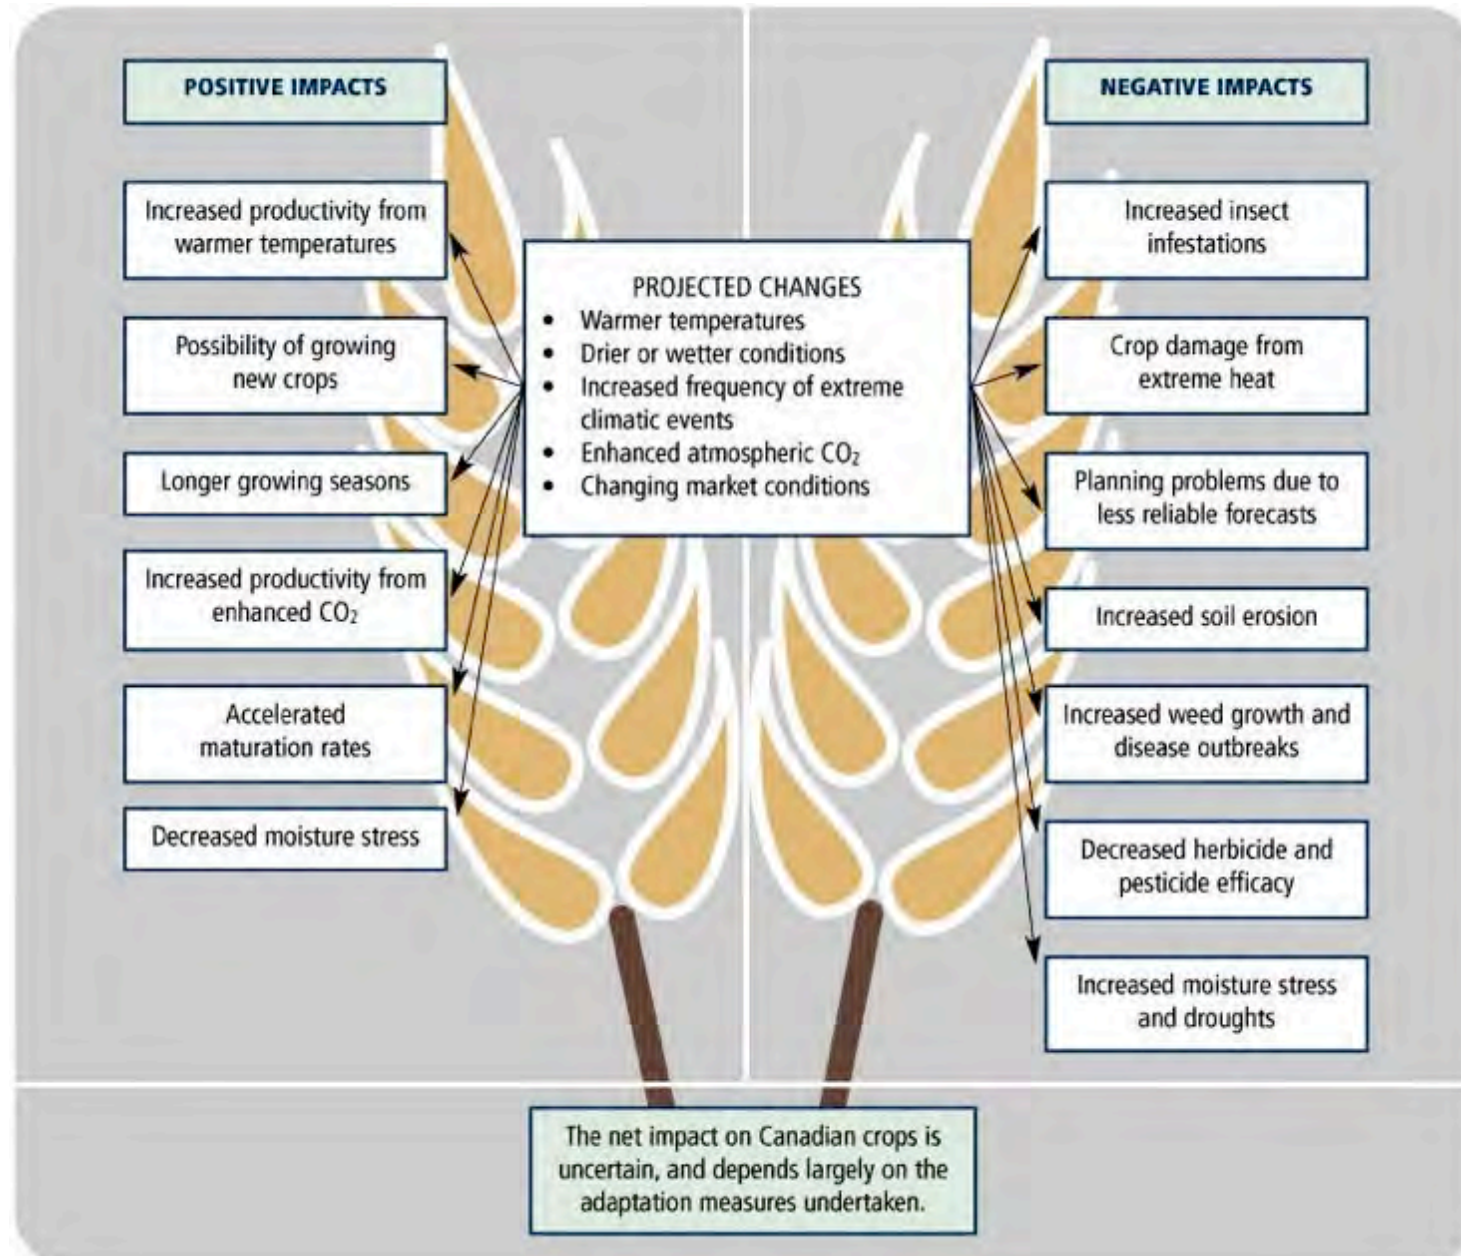 POSITIVE IMPACTS
Increased productivity from
warmer temperatures
Possibility of growing
new crops
Longer growing seasons
Increased productivity from
enhanced CO₂
Accelerated
maturation rates
Decreased moisture stress
PROJECTED CHANGES
• Warmer temperatures
• Drier or wetter conditions
• Increased frequency of extreme
climatic events
• Enhanced atmospheric CO₂
• Changing market conditions
NEGATIVE IMPACTS
Increased insect
infestations
Crop damage from
extreme heat
Planning problems due to
less reliable forecasts
Increased soil erosion
Increased weed growth and
disease outbreaks
Decreased herbicide and
pesticide efficacy
Increased moisture stress
and droughts
The net impact on Canadian crops is
uncertain, and depends largely on the
adaptation measures undertaken.